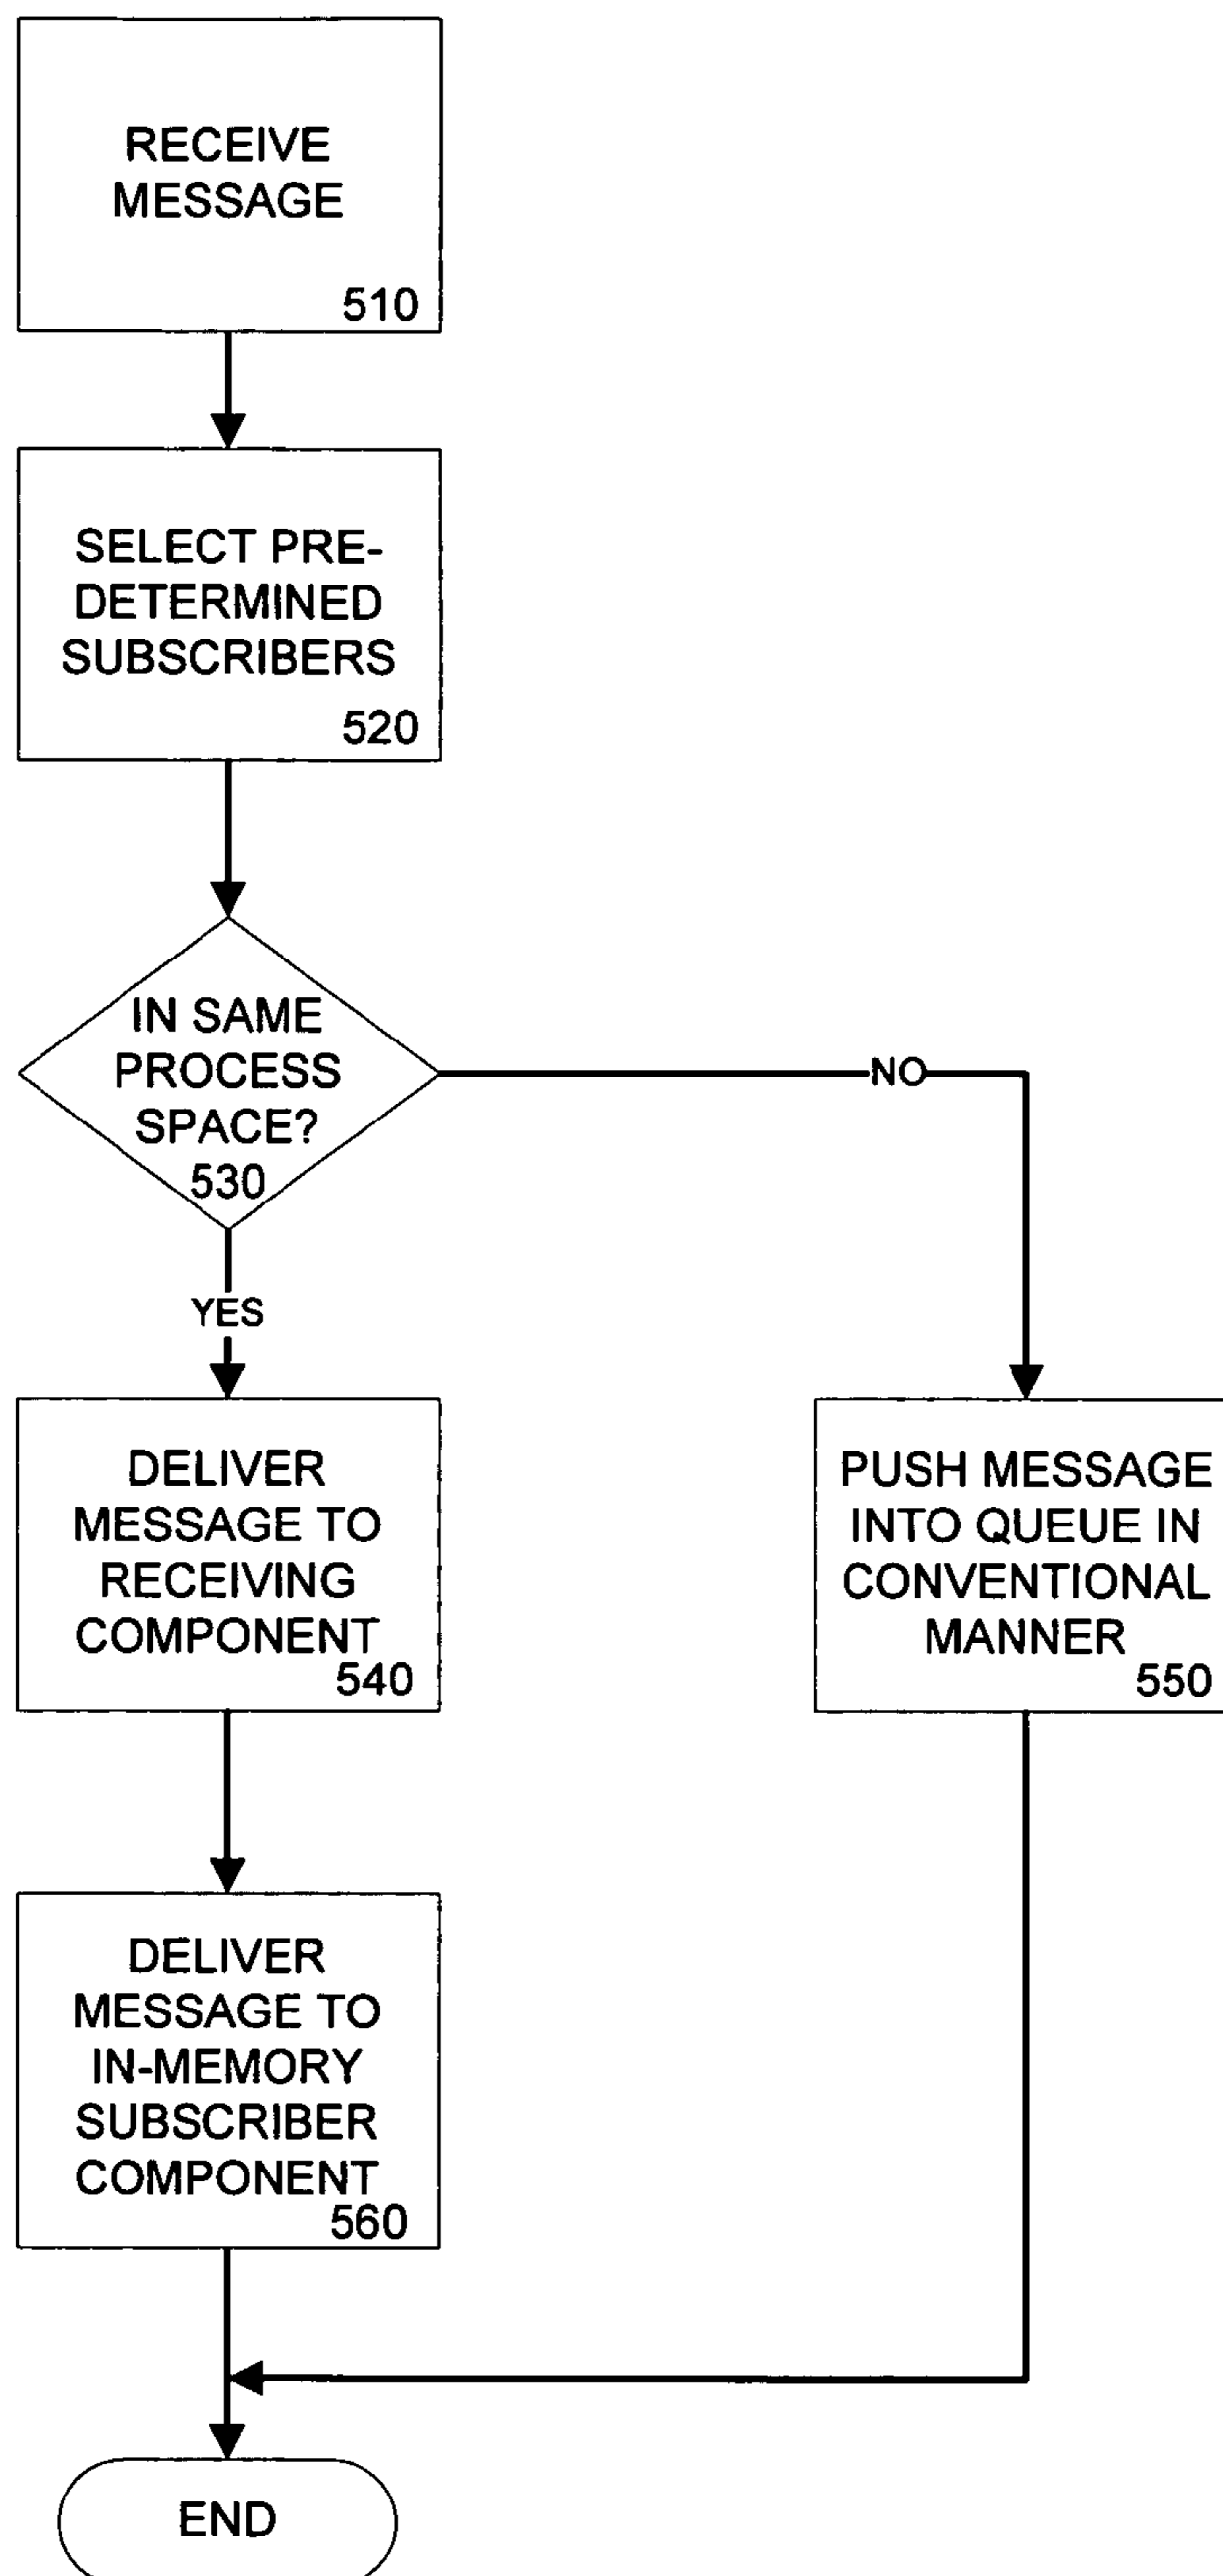 RECEIVE
MESSAGE
510
SELECT PRE-
DETERMINED
SUBSCRIBERS
520
IN SAME
PROCESS
SPACE?
530
NO
YES
DELIVER
MESSAGE TO
RECEIVING
COMPONENT
540
PUSH MESSAGE
INTO QUEUE IN
CONVENTIONAL
MANNER
550
DELIVER
MESSAGE TO
IN-MEMORY
SUBSCRIBER
COMPONENT
560
END